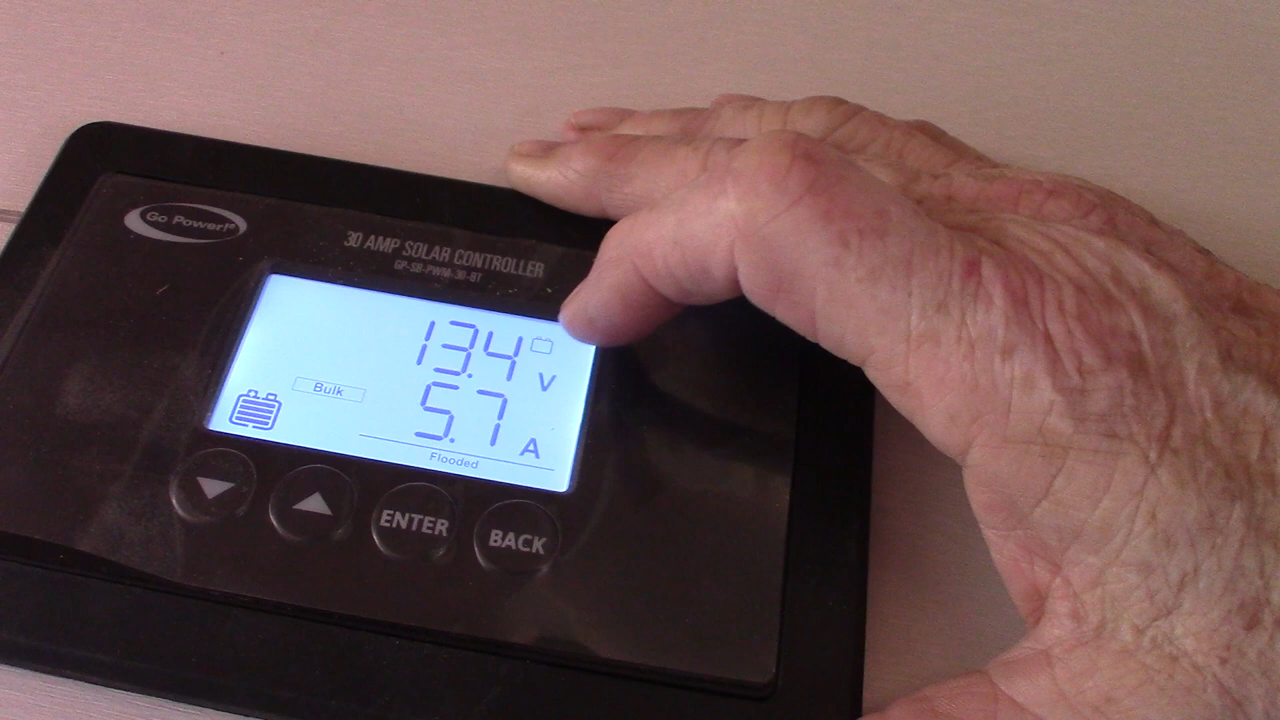 Go Power!®
30 AMP SOLAR CONTROLLER
GP-SB-PWM-30-BT
13.4 V
Bulk
5.7 A
Flooded
ENTER
BACK